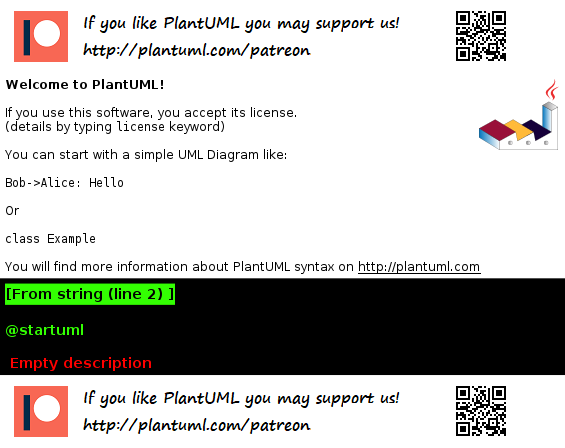 If you like PlantUML you may support us!
http://plantuml.com/patreon
Welcome to PlantUML!
If you use this software, you accept its license.
(details by typing license keyword)
You can start with a simple UML Diagram like:
Bob->Alice: Hello
Or
class Example
You will find more information about PlantUML syntax on http://plantuml.com
[From string (line 2) ]
@startuml
Empty description
If you like PlantUML you may support us!
http://plantuml.com/patreon